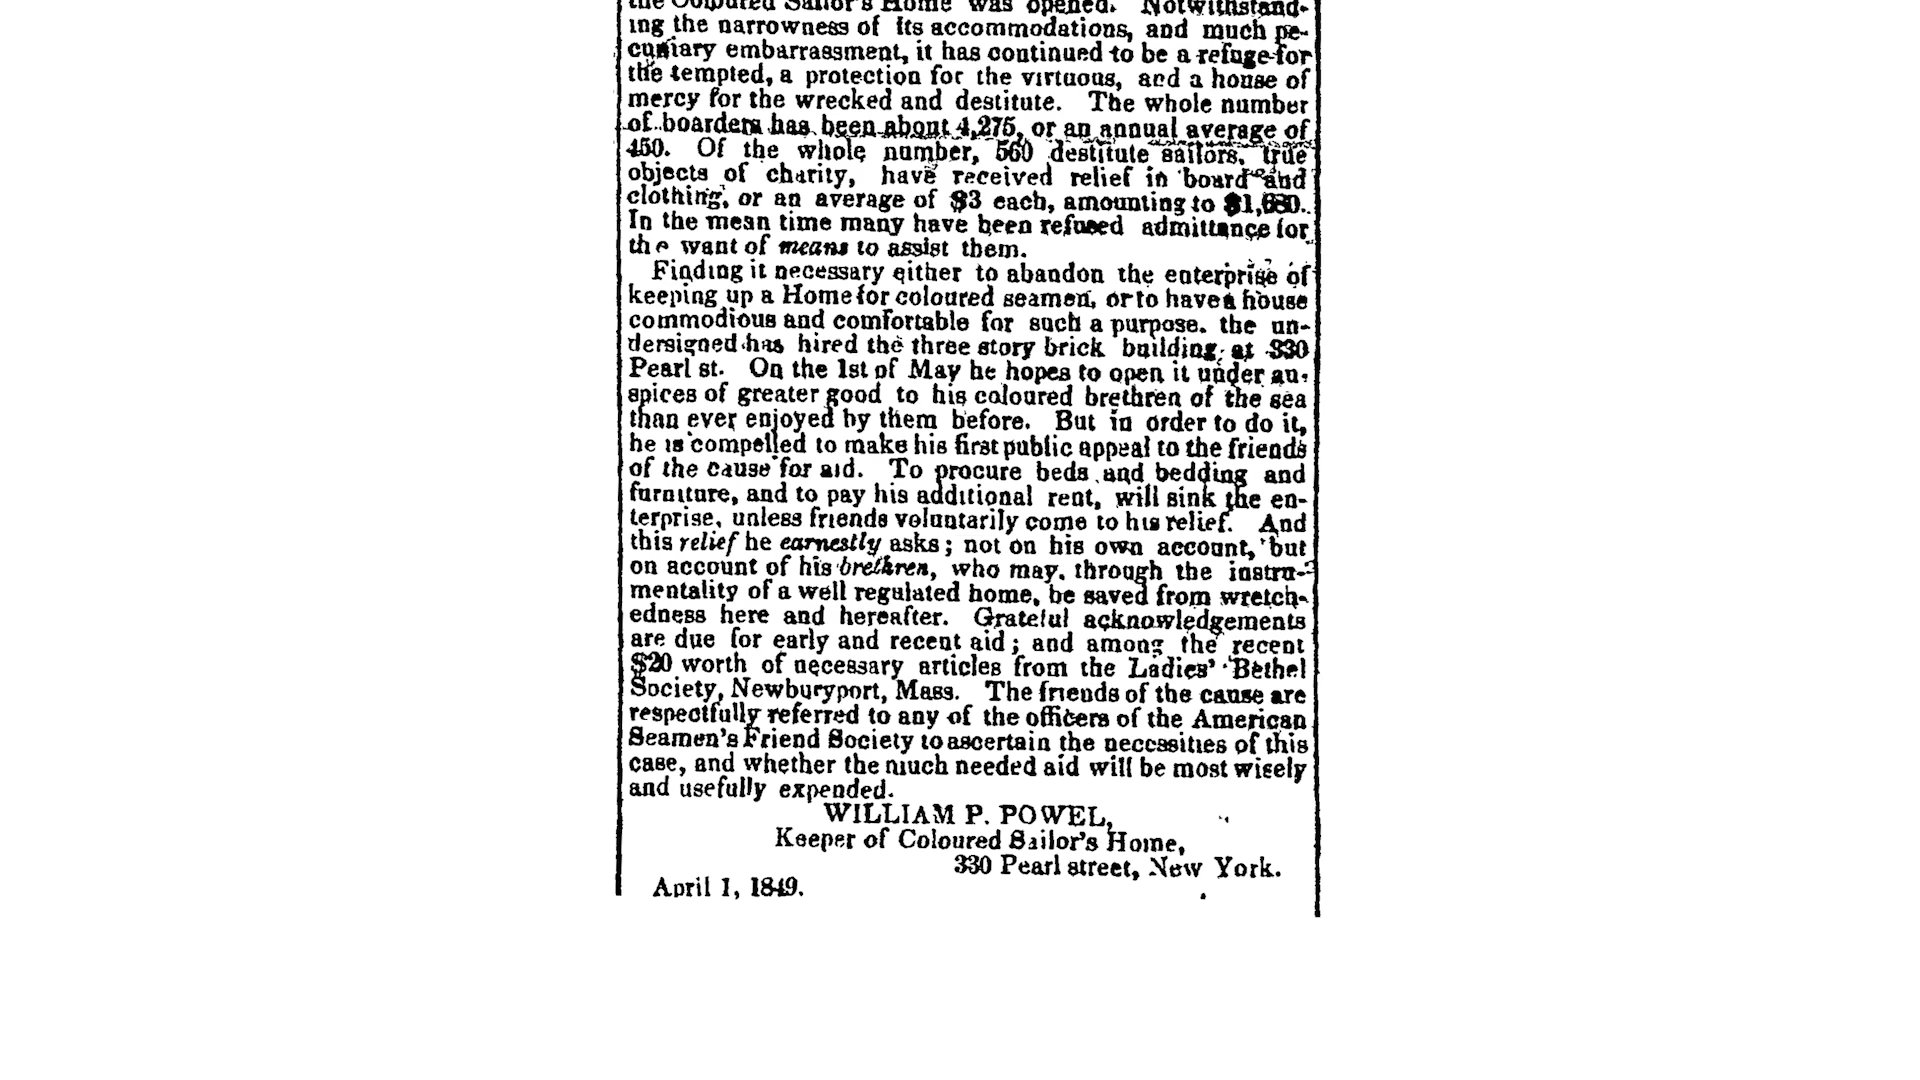 the Coloured Sailor's Home was opened. Notwithstand-
ing the narrowness of its accommodations, and much pe-
cuniary embarrassment, it has continued to be a refuge for
the tempted, a protection for the virtuous, and a house of
mercy for the wrecked and destitute. The whole number
of boarders has been about 4,275, or an annual average of
450. Of the whole number, 560 destitute sailors, true
objects of charity, have received relief in board and
clothing, or an average of $3 each, amounting to $1,680.
In the mean time many have been refused admittance for
the want of means to assist them.
Finding it necessary either to abandon the enterprise of
keeping up a Home for coloured seamen, or to have a house
commodious and comfortable for such a purpose, the un-
dersigned has hired the three story brick building at 330
Pearl st. On the 1st of May he hopes to open it under au-
spices of greater good to his coloured brethren of the sea
than ever enjoyed by them before. But in order to do it,
he is compelled to make his first public appeal to the friends
of the cause for aid. To procure beds and bedding and
furniture, and to pay his additional rent, will sink the en-
terprise, unless friends voluntarily come to his relief. And
this relief he earnestly asks; not on his own account, but
on account of his brethren, who may, through the instru-
mentality of a well regulated home, be saved from wretch-
edness here and hereafter. Grateful acknowledgements
are due for early and recent aid; and among the recent
$20 worth of necessary articles from the Ladies' Bethel
Society, Newburyport, Mass. The friends of the cause are
respectfully referred to any of the officers of the American
Seamen's Friend Society to ascertain the necessities of this
case, and whether the much needed aid will be most wisely
and usefully expended.
WILLIAM P. POWEL,
Keeper of Coloured Sailor's Home,
330 Pearl street, New York.
April 1, 1849.